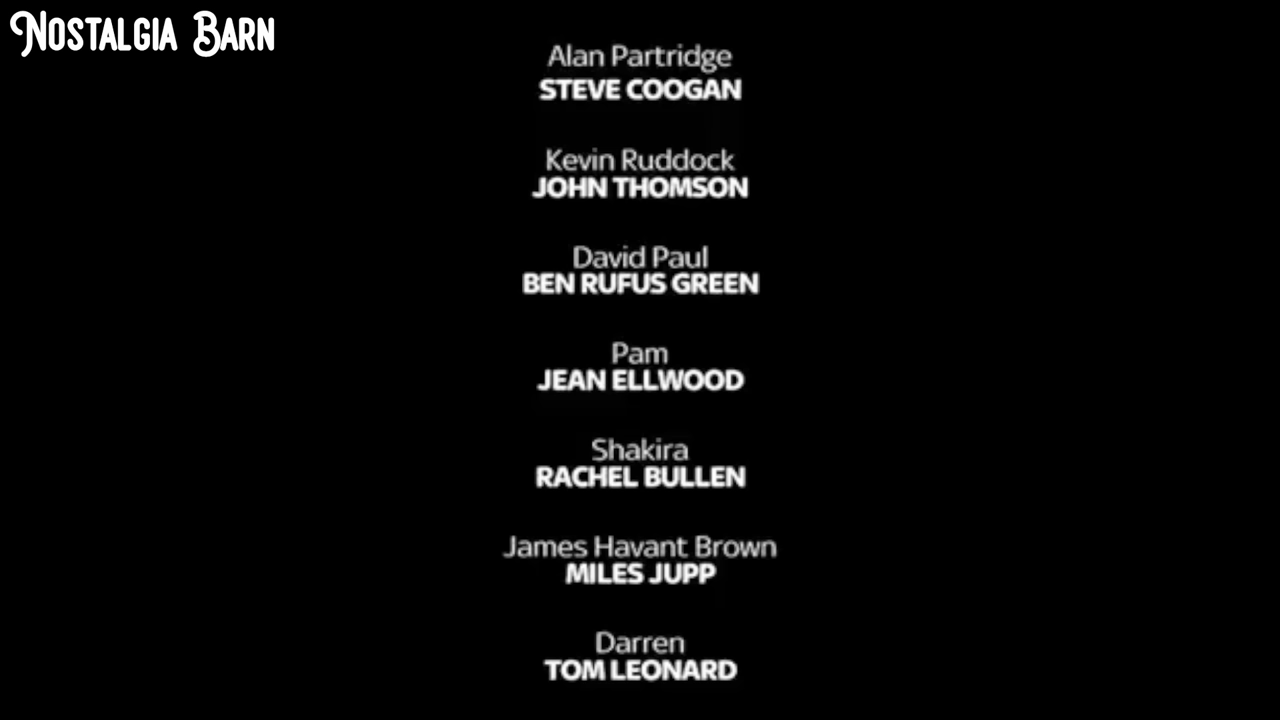 Nostalgia Barn
Alan Partridge
STEVE COOGAN
Kevin Ruddock
JOHN THOMSON
David Paul
BEN RUFUS GREEN
Pam
JEAN ELLWOOD
Shakira
RACHEL BULLEN
James Havant Brown
MILES JUPP
Darren
TOM LEONARD